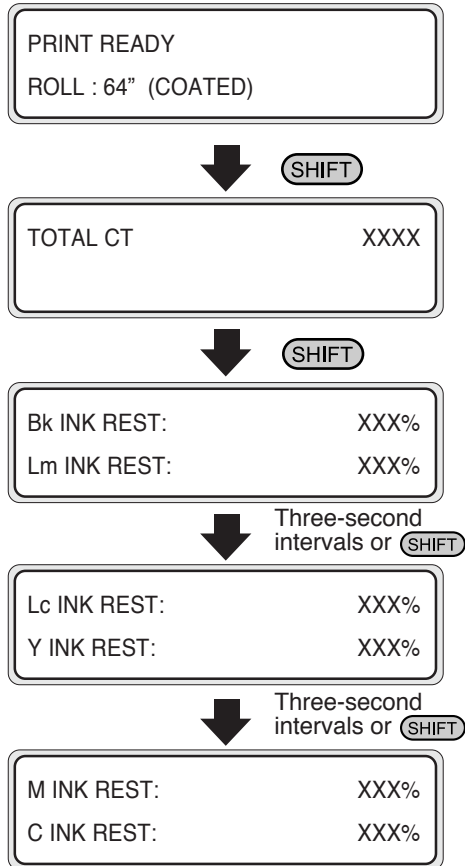 PRINT READY
ROLL : 64” (COATED)
SHIFT
TOTAL CT XXXX
SHIFT
Bk INK REST: XXX%
Lm INK REST: XXX%
Three-second
intervals or SHIFT
Lc INK REST: XXX%
Y INK REST: XXX%
Three-second
intervals or SHIFT
M INK REST: XXX%
C INK REST: XXX%